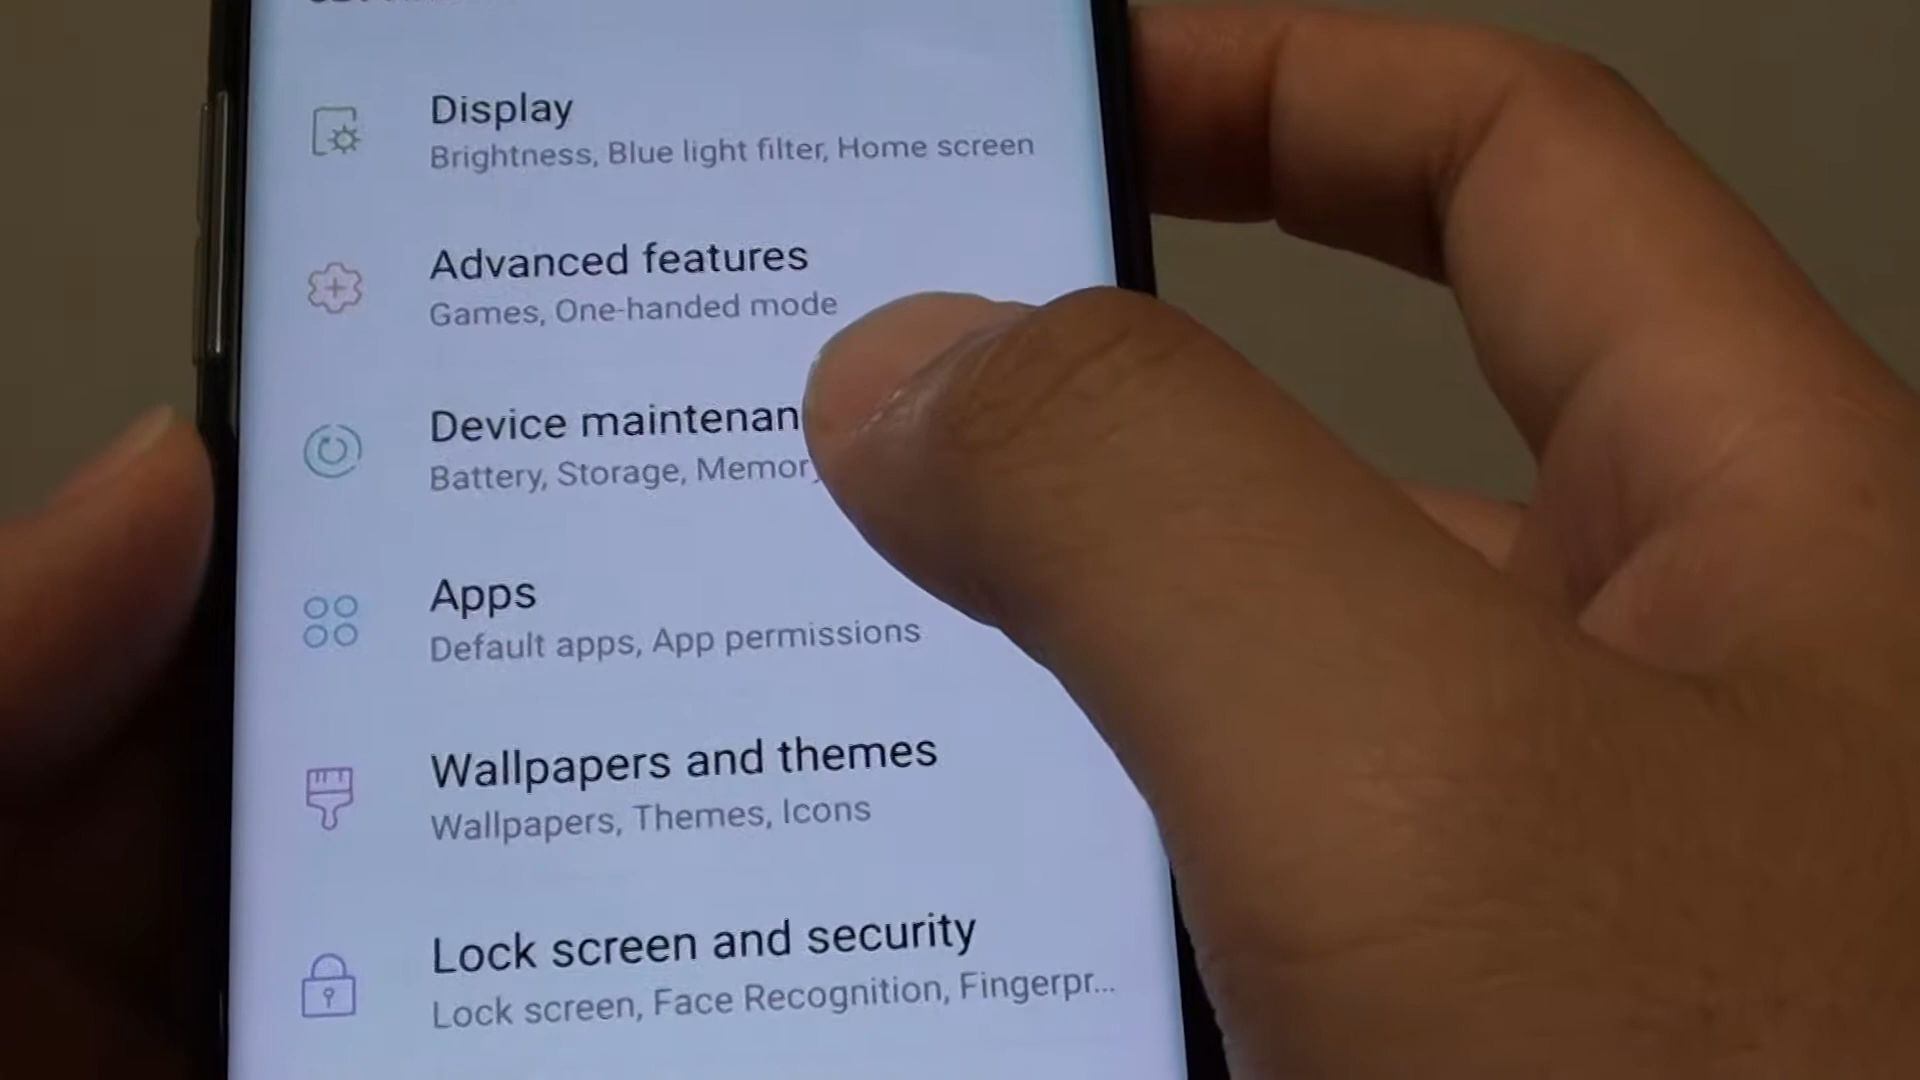 Display
Brightness, Blue light filter, Home screen
Advanced features
Games, One-handed mode
Device maintenan
Battery, Storage, Memory
Apps
Default apps, App permissions
Wallpapers and themes
Wallpapers, Themes, Icons
Lock screen and security
Lock screen, Face Recognition, Fingerpr...